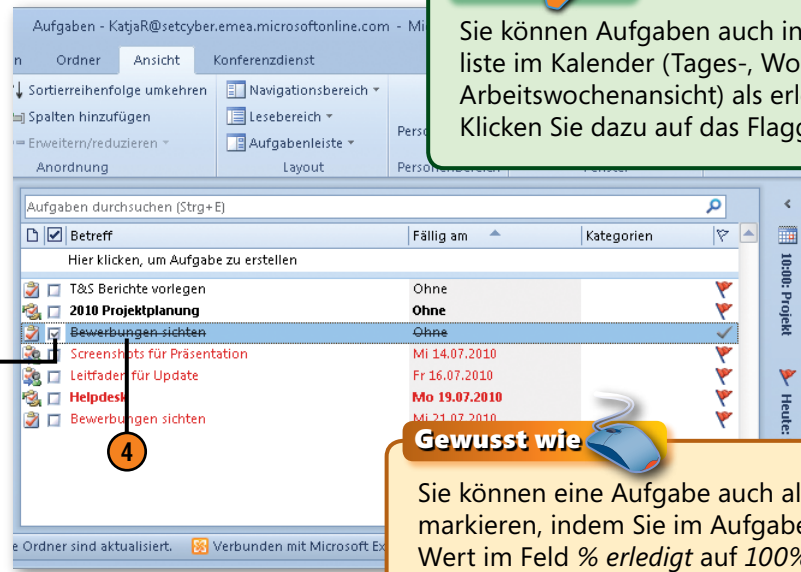 Aufgaben - KatjaR@setcyber.emea.microsoftonline.com - Mi
n Ordner Ansicht Konferenzdienst
Sortierreihenfolge umkehren Navigationsbereich
Spalten hinzufügen Lesebereich
Erweitern/reduzieren Aufgabenleiste
Anordnung Layout
Sie können Aufgaben auch in
liste im Kalender (Tages-, Wo
Arbeitswochenansicht) als erl
Klicken Sie dazu auf das Flagg
Aufgaben durchsuchen (Strg+E)
Betreff Fällig am Kategorien
Hier klicken, um Aufgabe zu erstellen
T&S Berichte vorlegen Ohne
2010 Projektplanung Ohne
Bewerbungen sichten Ohne
Screenshots für Präsentation Mi 14.07.2010
Leitfaden für Update Fr 16.07.2010
Helpdesk Mo 19.07.2010
Bewerbungen sichten Mi 21.07.2010
4
10:00: Projekt
Heute:
Gewusst wie
Sie können eine Aufgabe auch al
markieren, indem Sie im Aufgabe
Wert im Feld % erledigt auf 100%
e Ordner sind aktualisiert. Verbunden mit Microsoft Ex